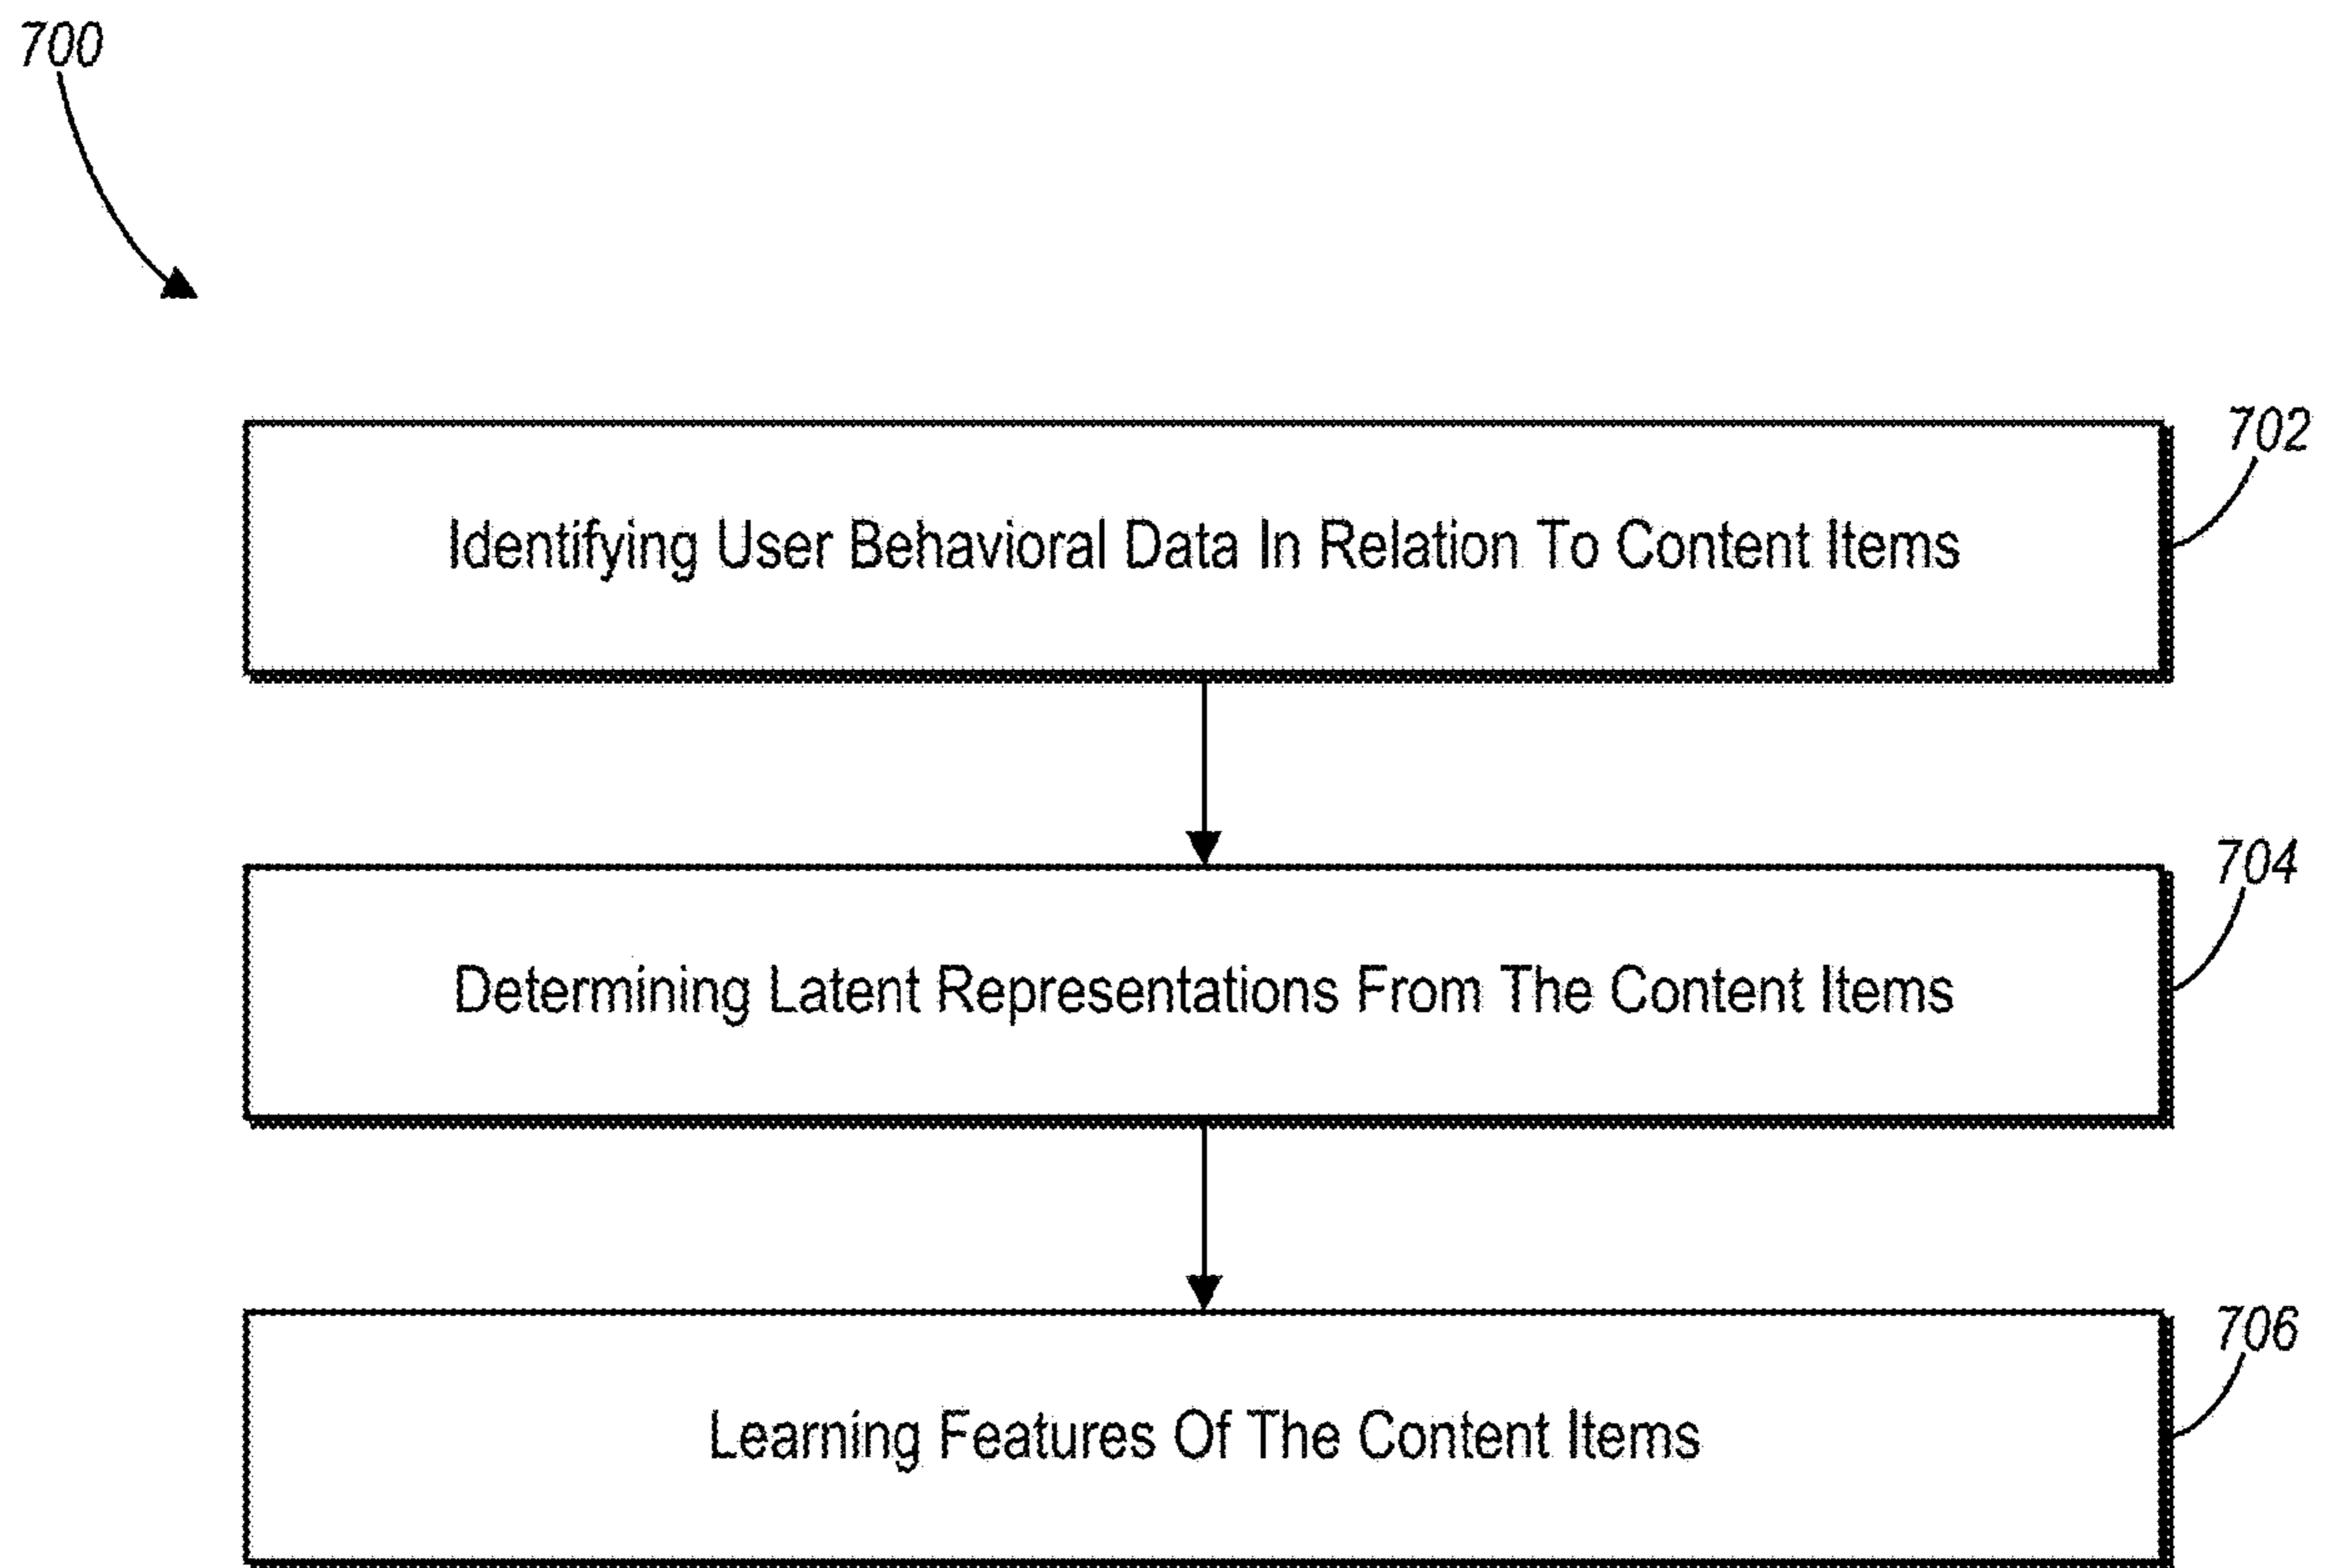 700
702
Identifying User Behavioral Data In Relation To Content Items
704
Determining Latent Representations From The Content Items
706
Learning Features Of The Content Items